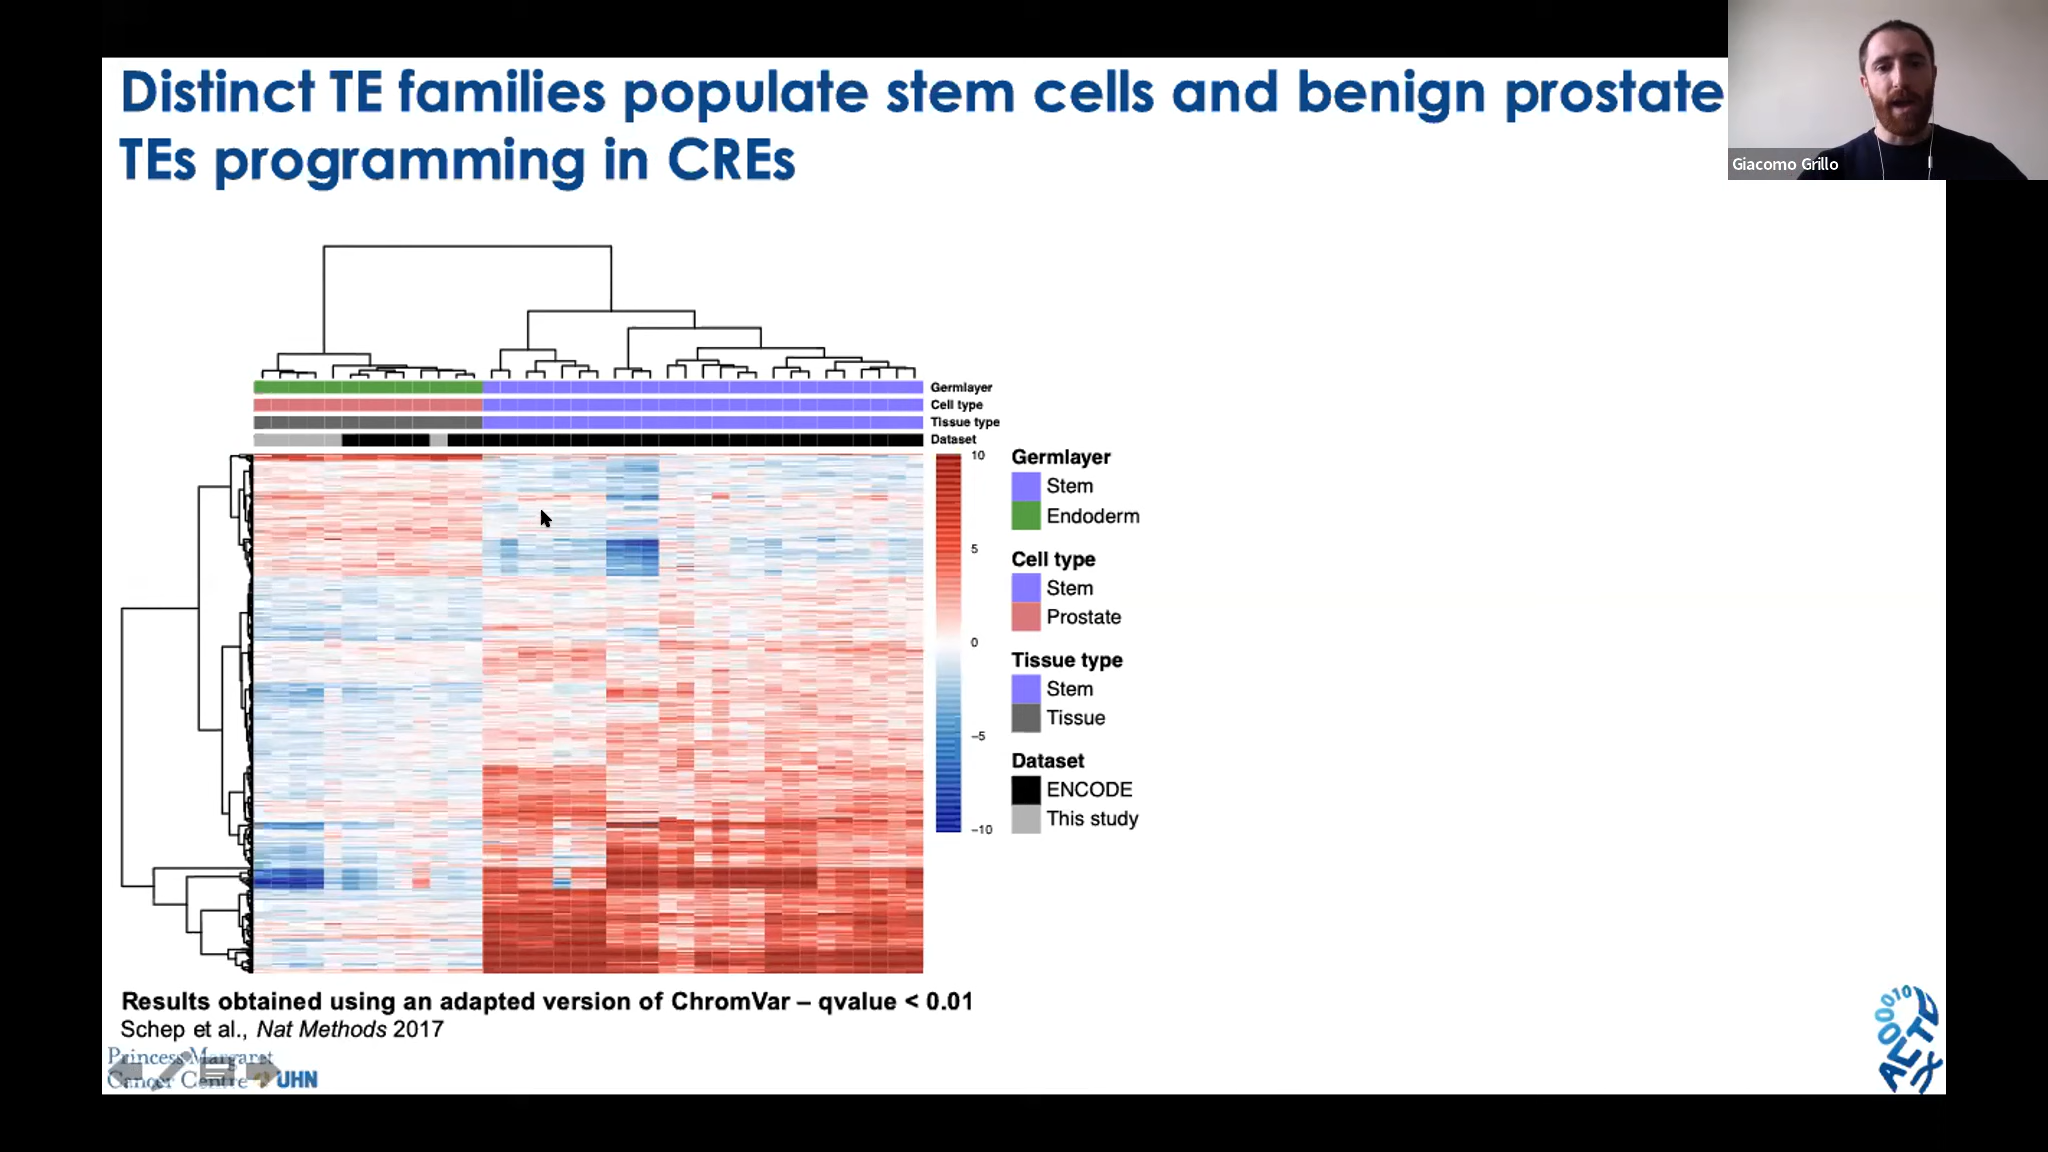 Distinct TE families populate stem cells and benign prostate
TEs programming in CREs
Giacomo Grillo
Germlayer
Cell type
Tissue type
Dataset
10
5
0
-5
-10
Germlayer
Stem
Endoderm
Cell type
Stem
Prostate
Tissue type
Stem
Tissue
Dataset
ENCODE
This study
Results obtained using an adapted version of ChromVar – qvalue < 0.01
Schep et al., Nat Methods 2017
Princess Margaret
Cancer Centre UHN